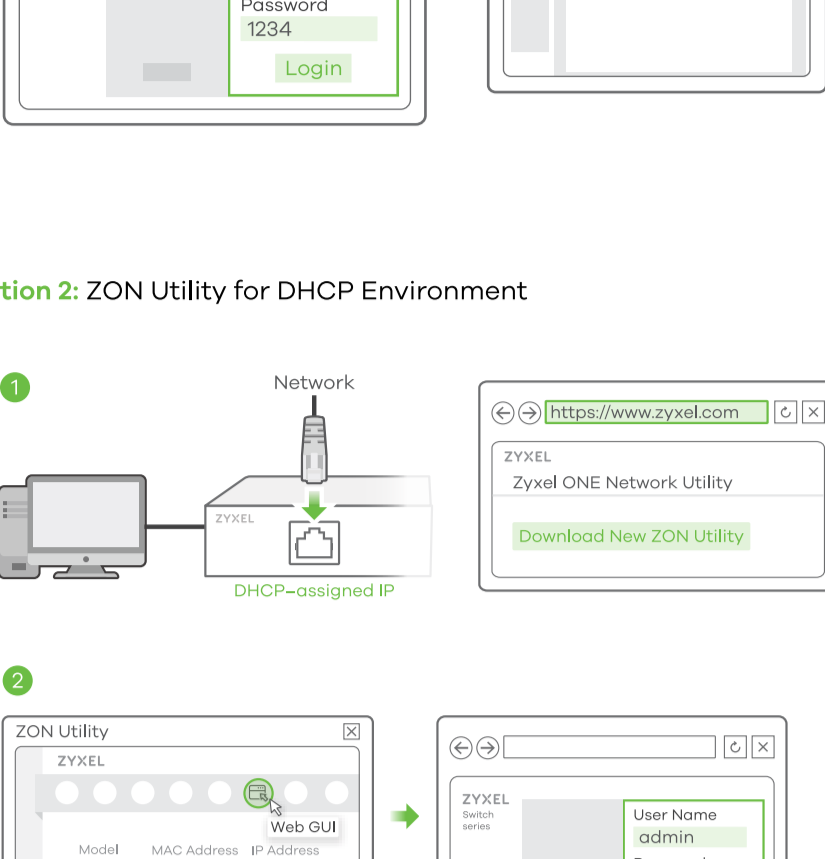 Password
1234
Login
tion 2: ZON Utility for DHCP Environment
1
Network
https://www.zyxel.com
ZYXEL
Zyxel ONE Network Utility
Download New ZON Utility
ZYXEL
DHCP-assigned IP
2
ZON Utility
ZYXEL
Web GUI
Model MAC Address IP Address
ZYXEL
Switch
series
User Name
admin